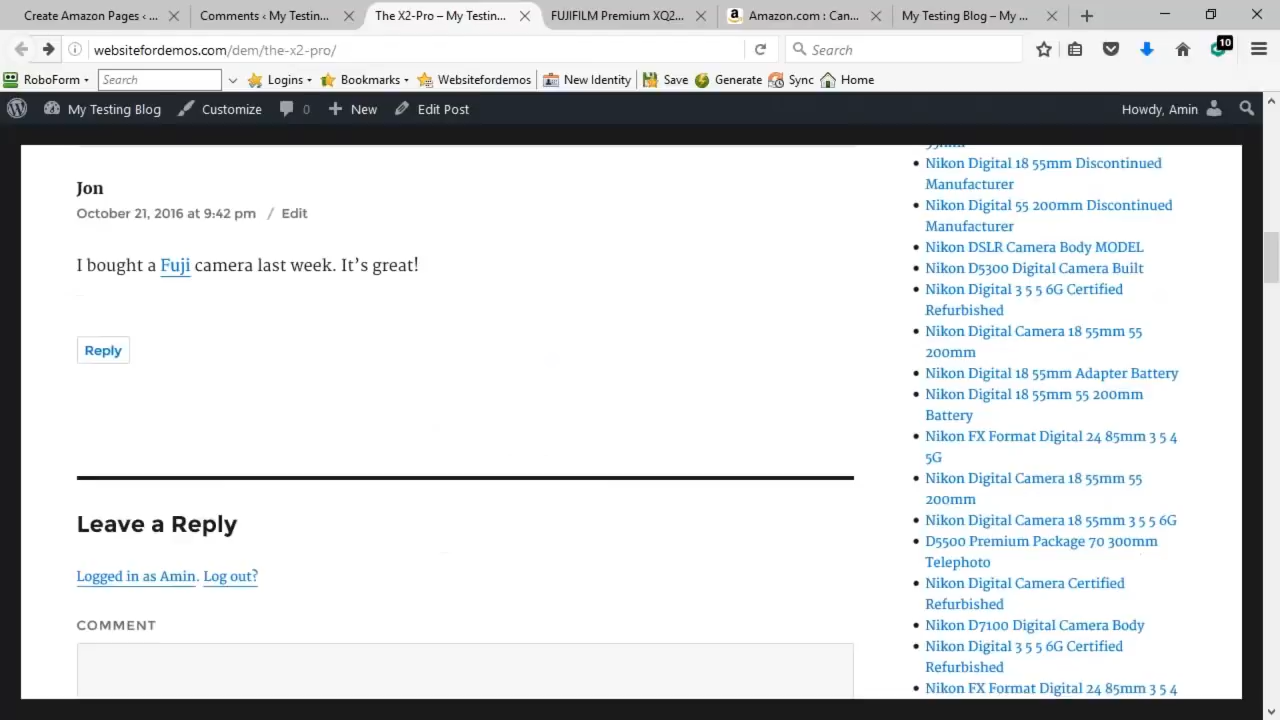 Create Amazon Pages ‹ ...
Comments ‹ My Testin...
The X2-Pro – My Testin...
FUJIFILM Premium XQ2...
a Amazon.com : Can...
My Testing Blog – My ...
websitefordemos.com/dem/the-x2-pro/
Search
10
RoboForm
Search
Logins
Bookmarks
Websitefordemos
New Identity
Save
Generate
Sync
Home
My Testing Blog
Customize
0
New
Edit Post
Howdy, Amin
Jon
October 21, 2016 at 9:42 pm / Edit
I bought a Fuji camera last week. It’s great!
Reply
Leave a Reply
Logged in as Amin. Log out?
COMMENT
55mm
Nikon Digital 18 55mm Discontinued
Manufacturer
Nikon Digital 55 200mm Discontinued
Manufacturer
Nikon DSLR Camera Body MODEL
Nikon D5300 Digital Camera Built
Nikon Digital 3 5 5 6G Certified
Refurbished
Nikon Digital Camera 18 55mm 55
200mm
Nikon Digital 18 55mm Adapter Battery
Nikon Digital 18 55mm 55 200mm
Battery
Nikon FX Format Digital 24 85mm 3 5 4
5G
Nikon Digital Camera 18 55mm 55
200mm
Nikon Digital Camera 18 55mm 3 5 5 6G
D5500 Premium Package 70 300mm
Telephoto
Nikon Digital Camera Certified
Refurbished
Nikon D7100 Digital Camera Body
Nikon Digital 3 5 5 6G Certified
Refurbished
Nikon FX Format Digital 24 85mm 3 5 4